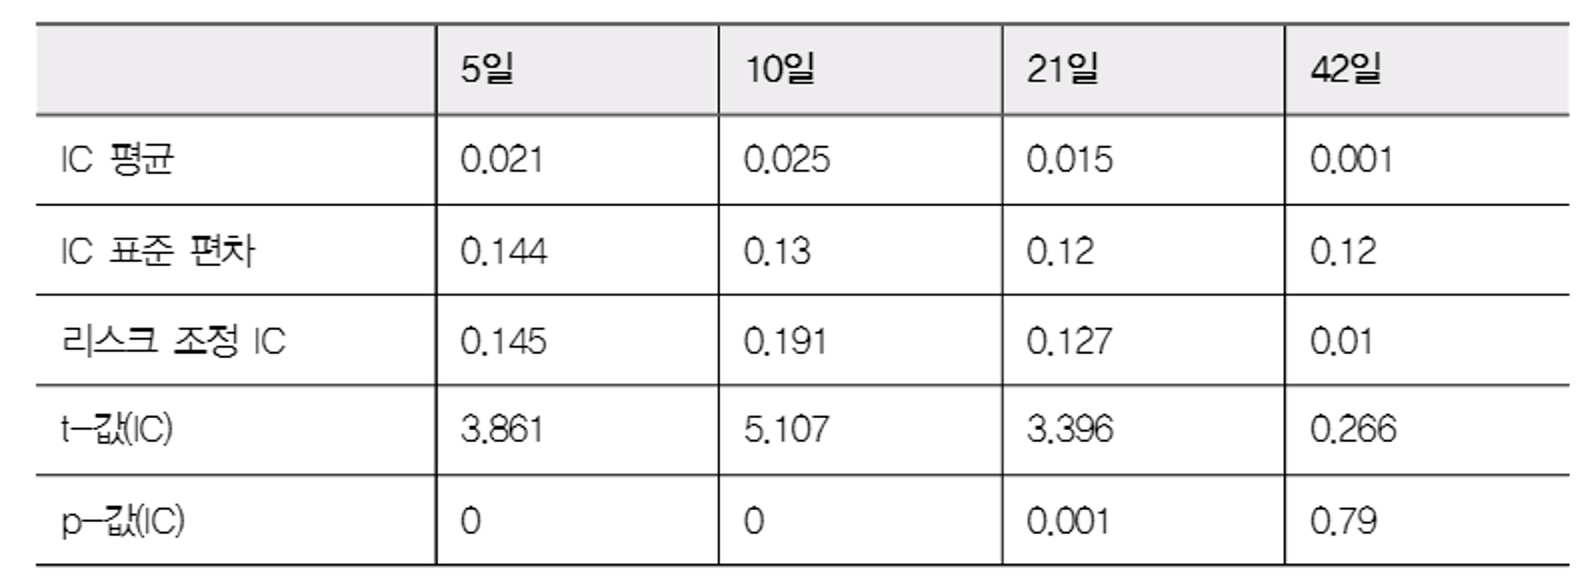 5일 10일 21일 42일
IC 평균 0.021 0.025 0.015 0.001
IC 표준 편차 0.144 0.13 0.12 0.12
리스크 조정 IC 0.145 0.191 0.127 0.01
t-값(IC) 3.861 5.107 3.396 0.266
p-값(IC) 0 0 0.001 0.79